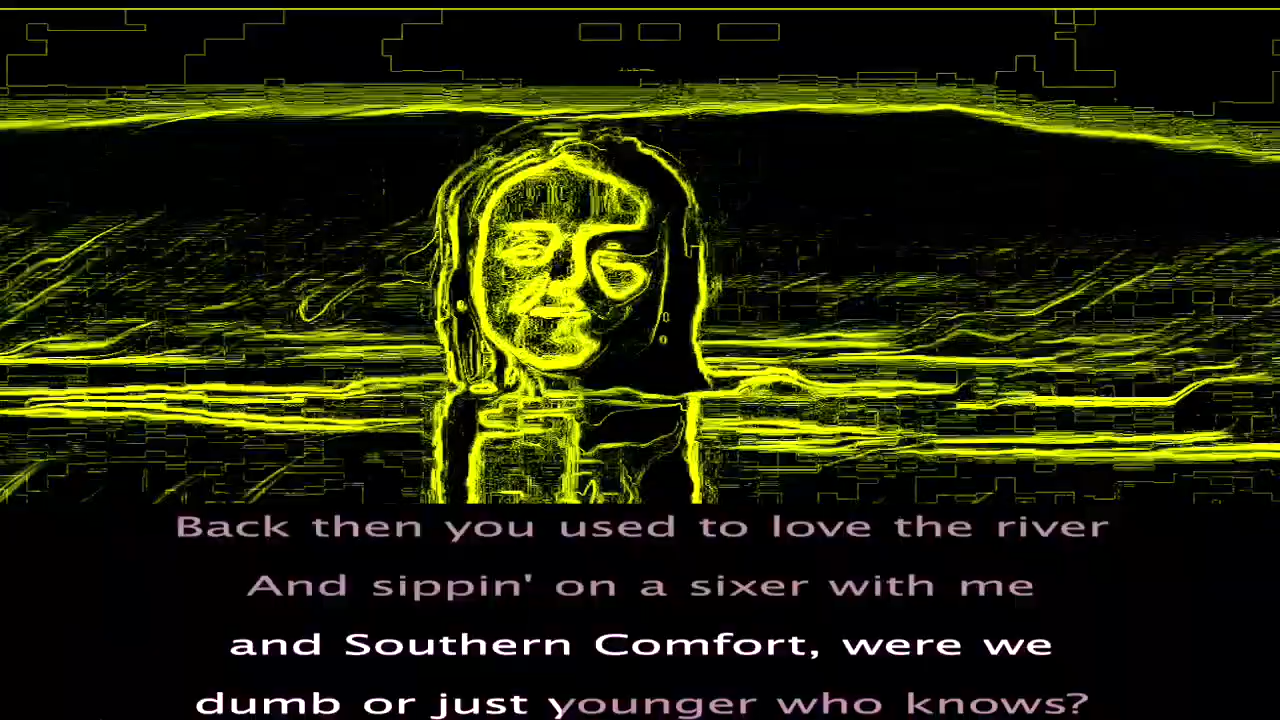 Back then you used to love the river
And sippin' on a sixer with me
and Southern Comfort, were we
dumb or just younger who knows?